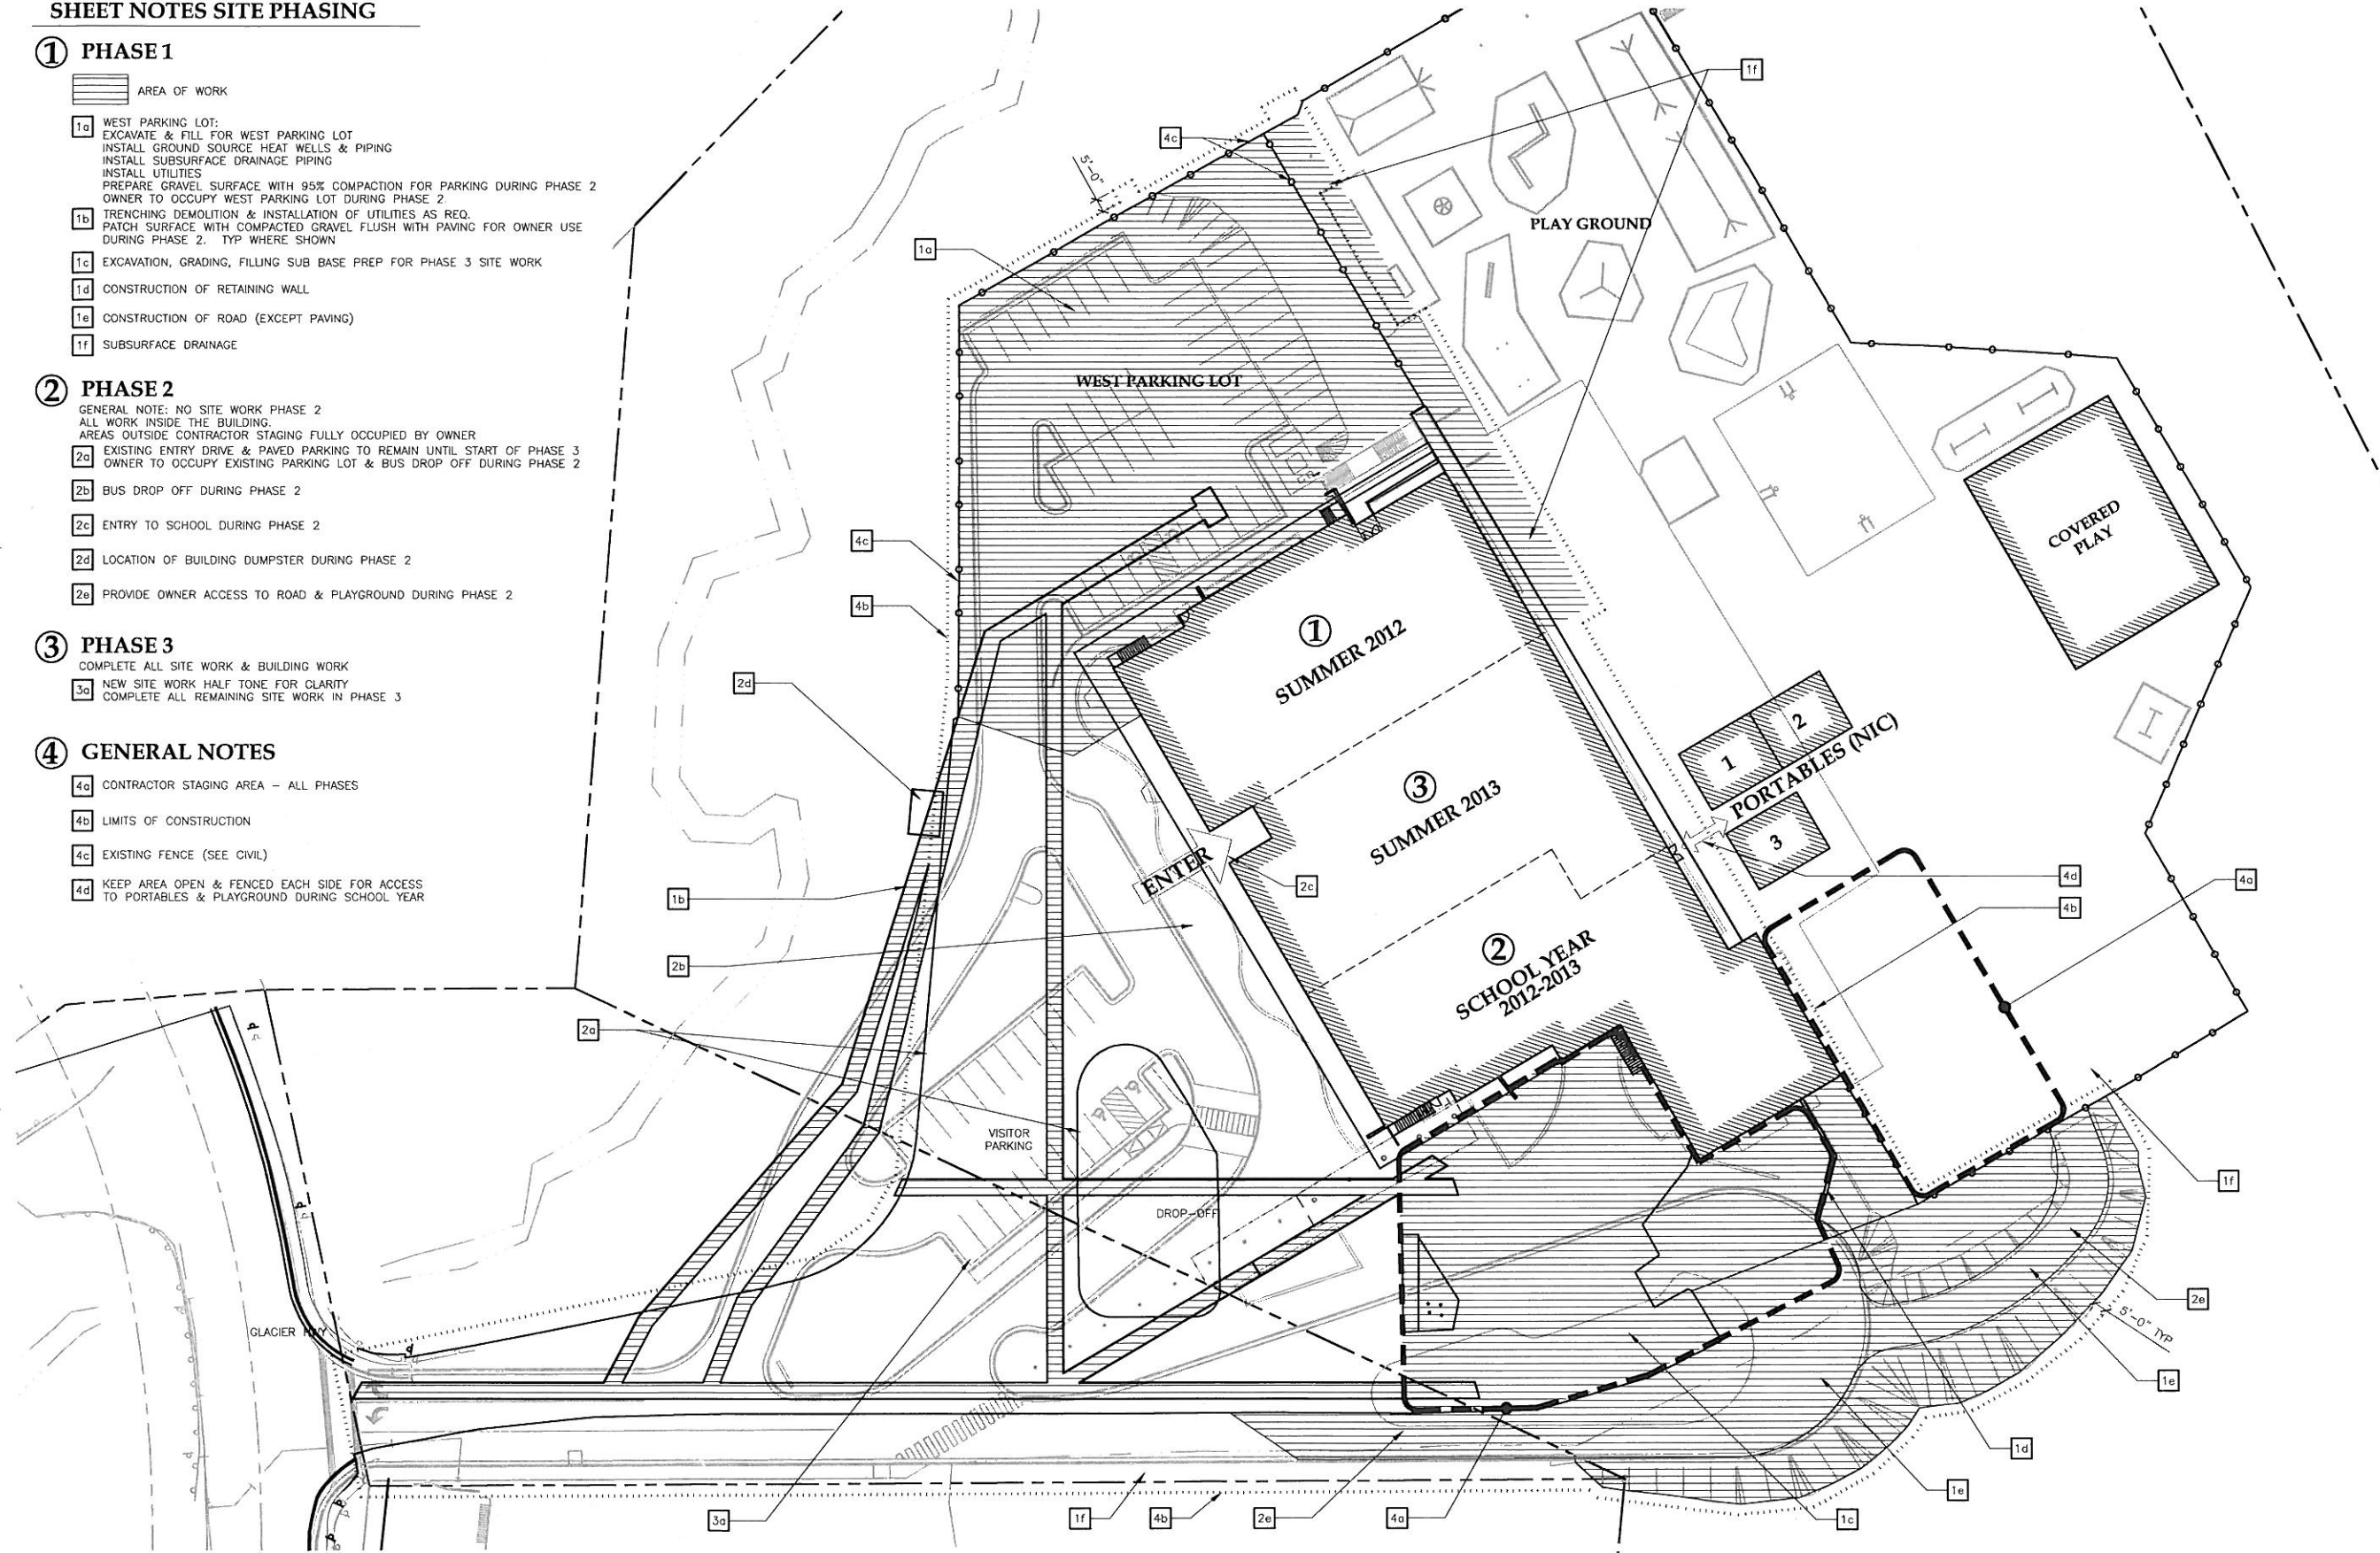 SHEET NOTES SITE PHASING
1 PHASE 1
AREA OF WORK
1a WEST PARKING LOT:
EXCAVATE & FILL FOR WEST PARKING LOT
INSTALL GROUND SOURCE HEAT WELLS & PIPING
INSTALL SUBSURFACE DRAINAGE PIPING
INSTALL UTILITIES
PREPARE GRAVEL SURFACE WITH 95% COMPACTION FOR PARKING DURING PHASE 2
OWNER TO OCCUPY WEST PARKING LOT DURING PHASE 2.
1b TRENCHING DEMOLITION & INSTALLATION OF UTILITIES AS REQ.
PATCH SURFACE WITH COMPACTED GRAVEL FLUSH WITH PAVING FOR OWNER USE
DURING PHASE 2. TYP WHERE SHOWN
1c EXCAVATION, GRADING, FILLING SUB BASE PREP FOR PHASE 3 SITE WORK
1d CONSTRUCTION OF RETAINING WALL
1e CONSTRUCTION OF ROAD (EXCEPT PAVING)
1f SUBSURFACE DRAINAGE
2 PHASE 2
GENERAL NOTE: NO SITE WORK PHASE 2
ALL WORK INSIDE THE BUILDING.
AREAS OUTSIDE CONTRACTOR STAGING FULLY OCCUPIED BY OWNER
2a EXISTING ENTRY DRIVE & PAVED PARKING TO REMAIN UNTIL START OF PHASE 3
OWNER TO OCCUPY EXISTING PARKING LOT & BUS DROP OFF DURING PHASE 2
2b BUS DROP OFF DURING PHASE 2
2c ENTRY TO SCHOOL DURING PHASE 2
2d LOCATION OF BUILDING DUMPSTER DURING PHASE 2
2e PROVIDE OWNER ACCESS TO ROAD & PLAYGROUND DURING PHASE 2
3 PHASE 3
COMPLETE ALL SITE WORK & BUILDING WORK
3a NEW SITE WORK HALF TONE FOR CLARITY
COMPLETE ALL REMAINING SITE WORK IN PHASE 3
4 GENERAL NOTES
4a CONTRACTOR STAGING AREA – ALL PHASES
4b LIMITS OF CONSTRUCTION
4c EXISTING FENCE (SEE CIVIL)
4d KEEP AREA OPEN & FENCED EACH SIDE FOR ACCESS
TO PORTABLES & PLAYGROUND DURING SCHOOL YEAR
1f
4c
5'-0"
PLAY GROUND
1a
WEST PARKING LOT
4c
4b
COVERED
PLAY
1
SUMMER 2012
2d
1
2
PORTABLES (NIC)
3
3
SUMMER 2013
ENTER
2c
4d
4a
4b
1b
2b
2
SCHOOL YEAR
2012-2013
2a
VISITOR
PARKING
1f
DROP-OFF
2e
5'-0" TYP
GLACIER HWY
1e
1d
1e
3a
1f
4b
2e
4a
1c